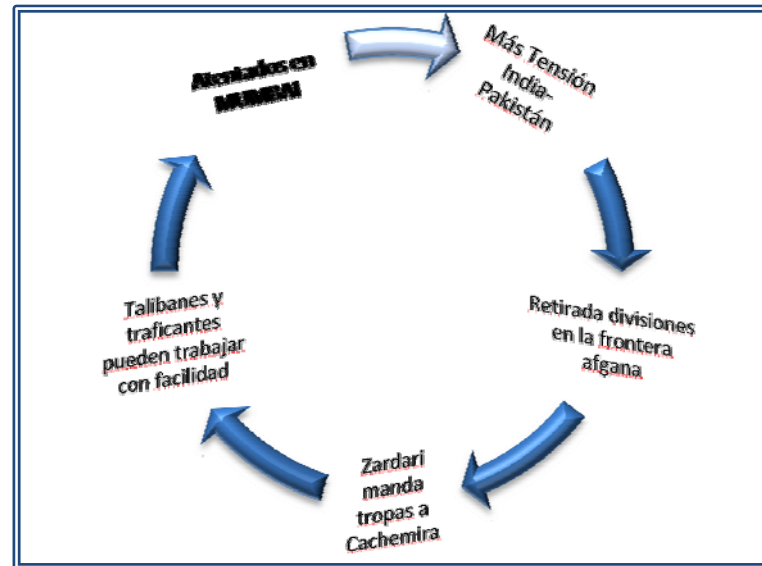 Atentados en
MUMBAI
Más Tensión
India-
Pakistán
Retirada divisiones
en la frontera
afgana
Zardari
manda
tropas a
Cachemira
Talibanes y
traficantes
pueden trabajar
con facilidad